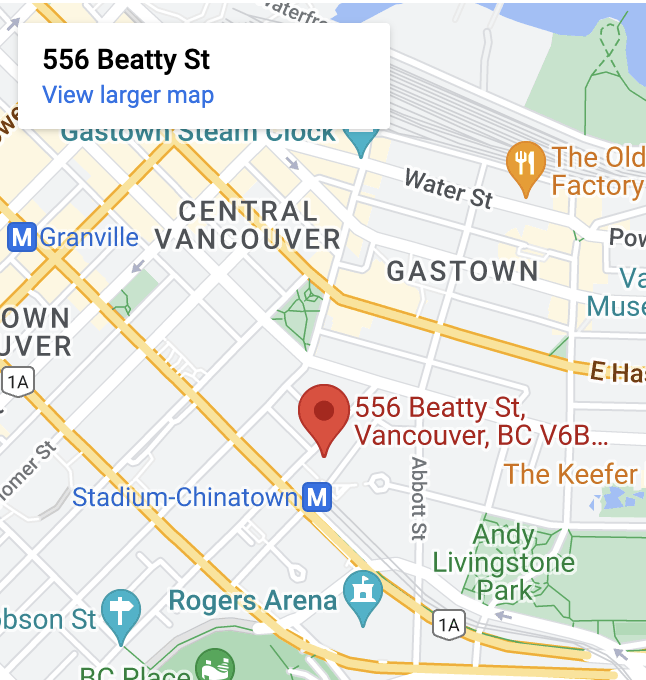 Waterfr
556 Beatty St
View larger map
Gastown Steam Clock
The Old
Factory
Water St
CENTRAL
VANCOUVER
M Granville
Pow
GASTOWN
Va
Muse
OWN
UVER
1A
E Has
556 Beatty St,
Vancouver, BC V6B...
Homer St
Abbott St
The Keefer
Stadium-Chinatown M
Andy
Livingstone
Park
Rogers Arena
obson St
1A
BC Place